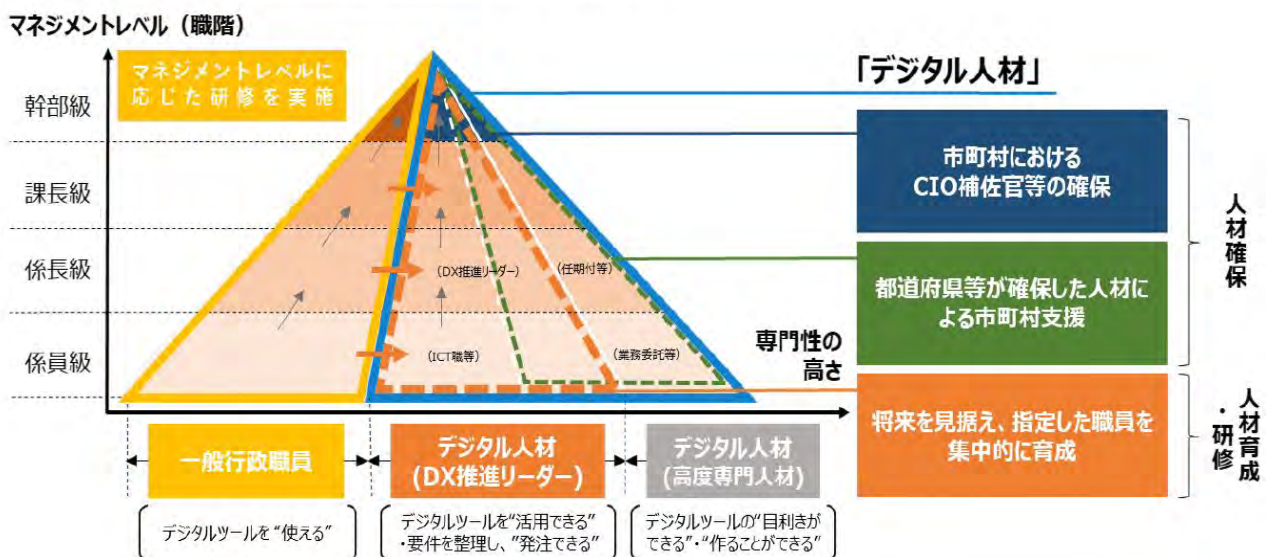 マネジメントレベル（職階）
マネジメントレベルに
応じた研修を実施
「デジタル人材」
幹部級
課長級
係長級
係員級
（DX推進リーダー）
（任期付等）
（ICT職等）
（業務委託等）
専門性の
高さ
市町村における
CIO補佐官等の確保
都道府県等が確保した人材に
よる市町村支援
将来を見据え、指定した職員を
集中的に育成
人材確保
人材育成
・研修
一般行政職員
デジタル人材
(DX推進リーダー)
デジタル人材
(高度専門人材)
デジタルツールを“使える”
デジタルツールを“活用できる”
・要件を整理し、”発注できる”
デジタルツールの“目利きが
できる”・“作ることができる”